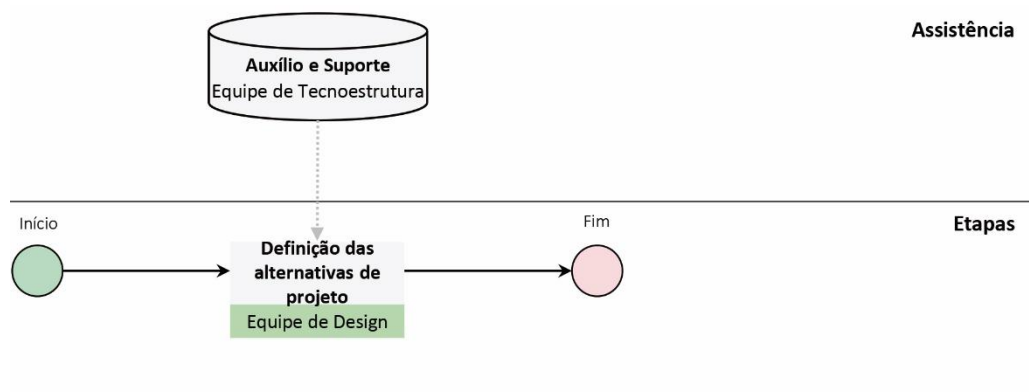 Assistência
Auxílio e Suporte
Equipe de Tecnoestrutura
Início
Fim
Etapas
Definição das
alternativas de
projeto
Equipe de Design